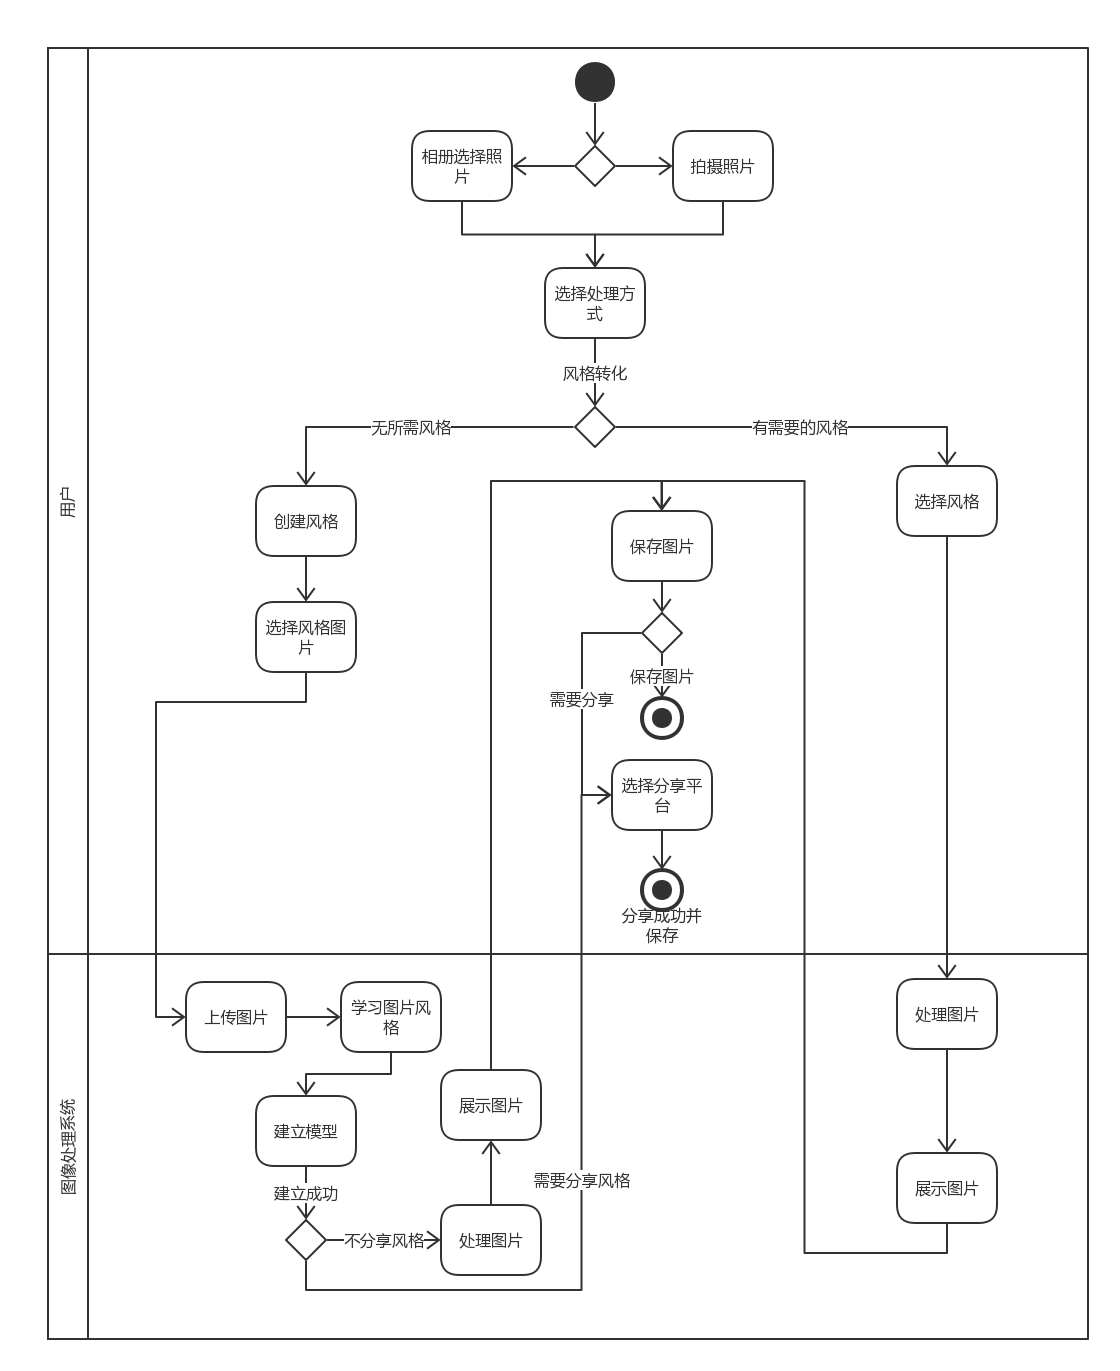 相册选择照
片
拍摄照片
选择处理方
式
风格转化
无所需风格
有需要的风格
用户
创建风格
保存图片
选择风格
选择风格图
片
保存图片
需要分享
选择分享平
台
分享成功并
保存
图像处理系统
上传图片
学习图片风
格
处理图片
建立模型
展示图片
建立成功
需要分享风格
展示图片
不分享风格
处理图片